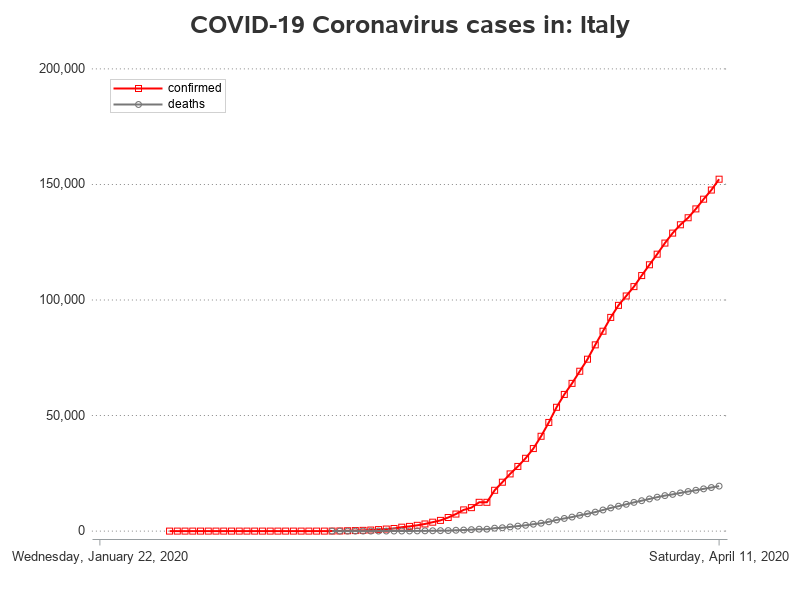 COVID-19 Coronavirus cases in: Italy
200,000
confirmed
deaths
150,000
100,000
50,000
0
Wednesday, January 22, 2020
Saturday, April 11, 2020